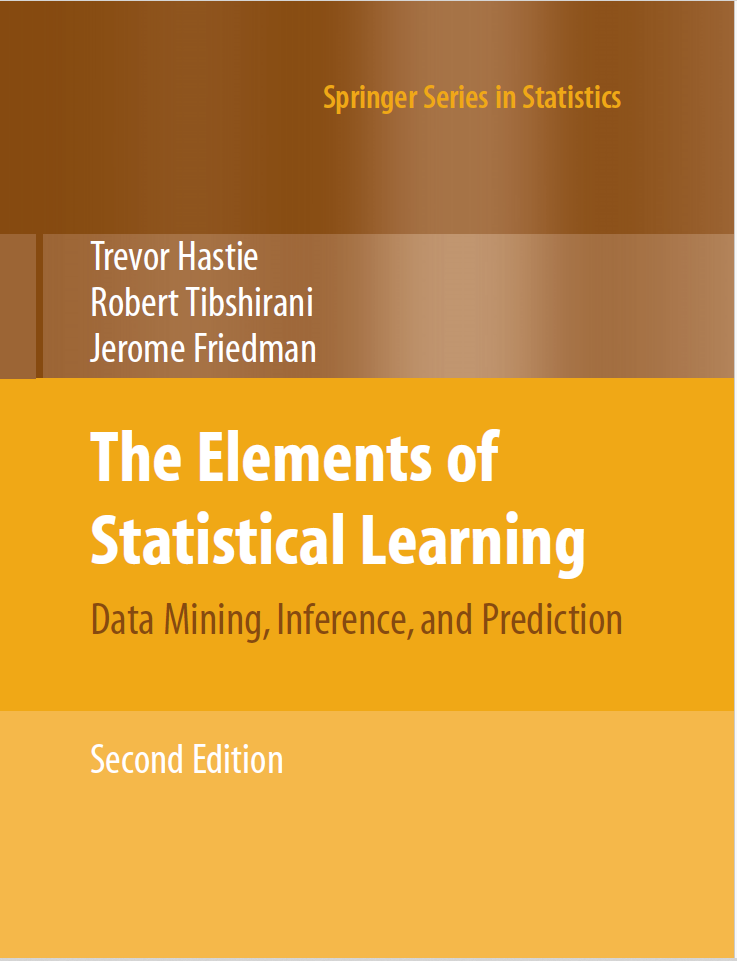 Springer Series in Statistics
Trevor Hastie
Robert Tibshirani
Jerome Friedman
The Elements of
Statistical Learning
Data Mining, Inference, and Prediction
Second Edition